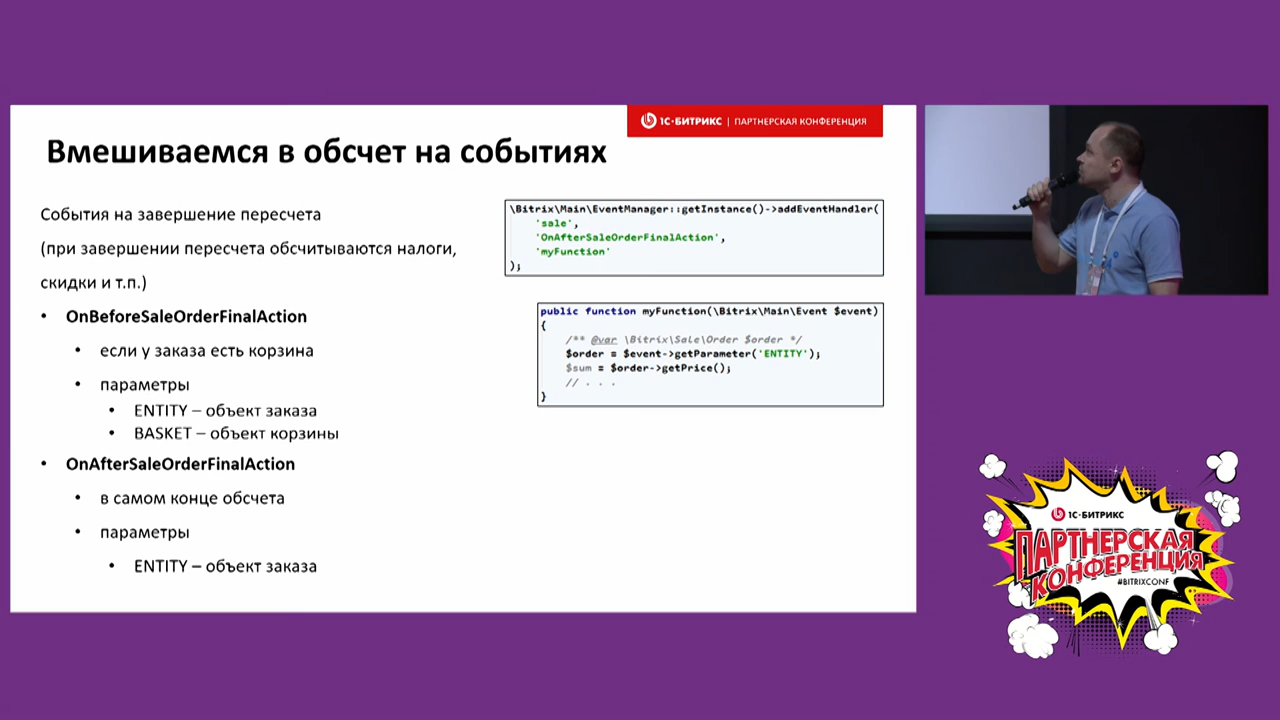 1С-БИТРИКС | ПАРТНЕРСКАЯ КОНФЕРЕНЦИЯ
Вмешиваемся в обсчет на событиях
События на завершение пересчета
(при завершении пересчета обсчитываются налоги,
скидки и т.п.)
• OnBeforeSaleOrderFinalAction
• если у заказа есть корзина
• параметры
• ENTITY – объект заказа
• BASKET – объект корзины
• OnAfterSaleOrderFinalAction
• в самом конце обсчета
• параметры
• ENTITY – объект заказа
\Bitrix\Main\EventManager::getInstance()->addEventHandler(
'sale',
'OnAfterSaleOrderFinalAction',
'myFunction'
);
public function myFunction(\Bitrix\Main\Event $event)
{
/** @var \Bitrix\Sale\Order $order */
$order = $event->getParameter('ENTITY');
$sum = $order->getPrice();
// . . .
}
1С-БИТРИКС
ПАРТНЕРСКАЯ
КОНФЕРЕНЦИЯ
#BITRIXCONF